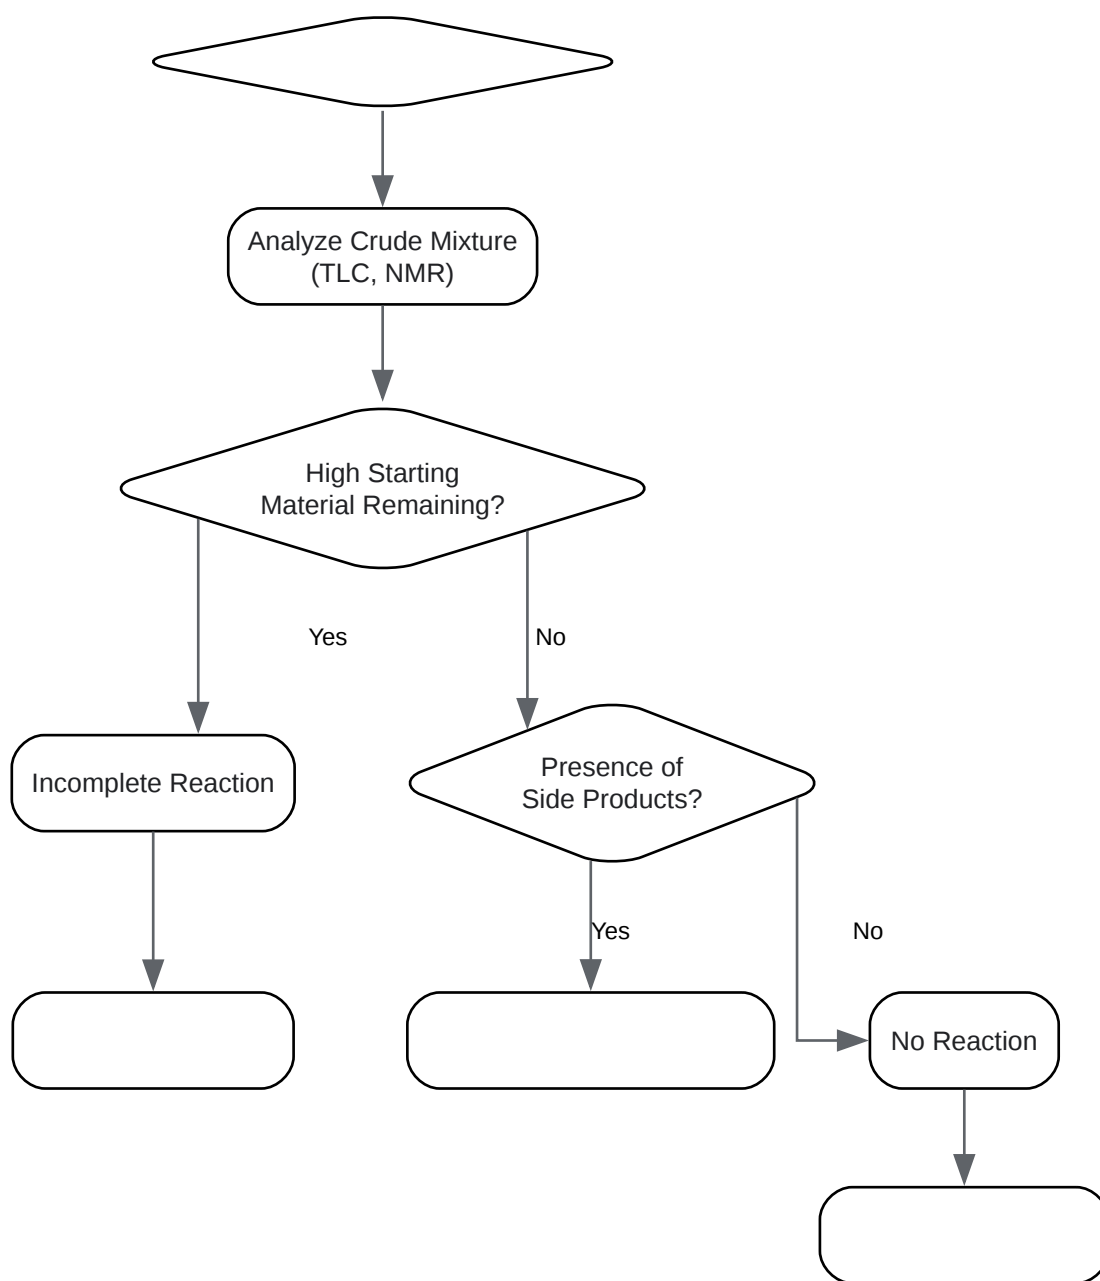 Analyze Crude Mixture
(TLC, NMR)
High Starting
Material Remaining?
Yes
No
Incomplete Reaction
Presence of
Side Products?
Yes
No
No Reaction